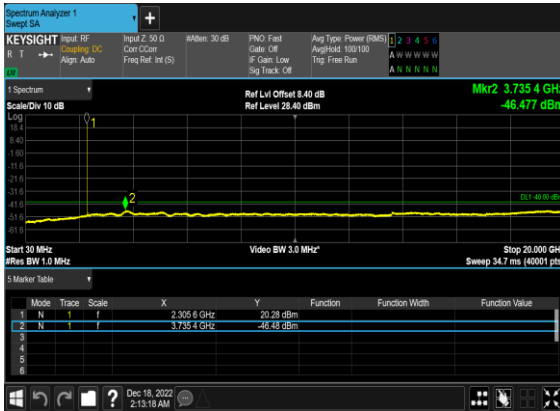 Spectrum Analyzer 1
Swept SA
+
KEYSIGHT Input: RF Input Z: 50 Ω #Atten: 30 dB PNO: Fast Avg Type: Power (RMS) 1 2 3 4 5 6
R T Coupling: DC Corr CCorr Gate: Off Avg|Hold: 100/100 A W W W W W
Align: Auto Freq Ref: Int (S) IF Gain: Low Trig: Free Run
Sig Track: Off A N N N N N
1 Spectrum Ref Lvl Offset 8.40 dB Mkr2 3.735 4 GHz
Scale/Div 10 dB Ref Level 28.40 dBm -46.477 dBm
Log
18.4 1
8.40
-1.60
-11.6
-21.6
-31.6
-41.6 2 DL1 -40.00 dBm
-51.6
-61.6
Start 30 MHz Video BW 3.0 MHz* Stop 20.000 GHz
#Res BW 1.0 MHz Sweep 34.7 ms (40001 pts)
5 Marker Table
Mode Trace Scale X Y Function Function Width Function Value
1 N 1 f 2.305 6 GHz 20.28 dBm
2 N 1 f 3.735 4 GHz -46.48 dBm
3
4
5
6
? Dec 18, 2022
2:13:18 AM